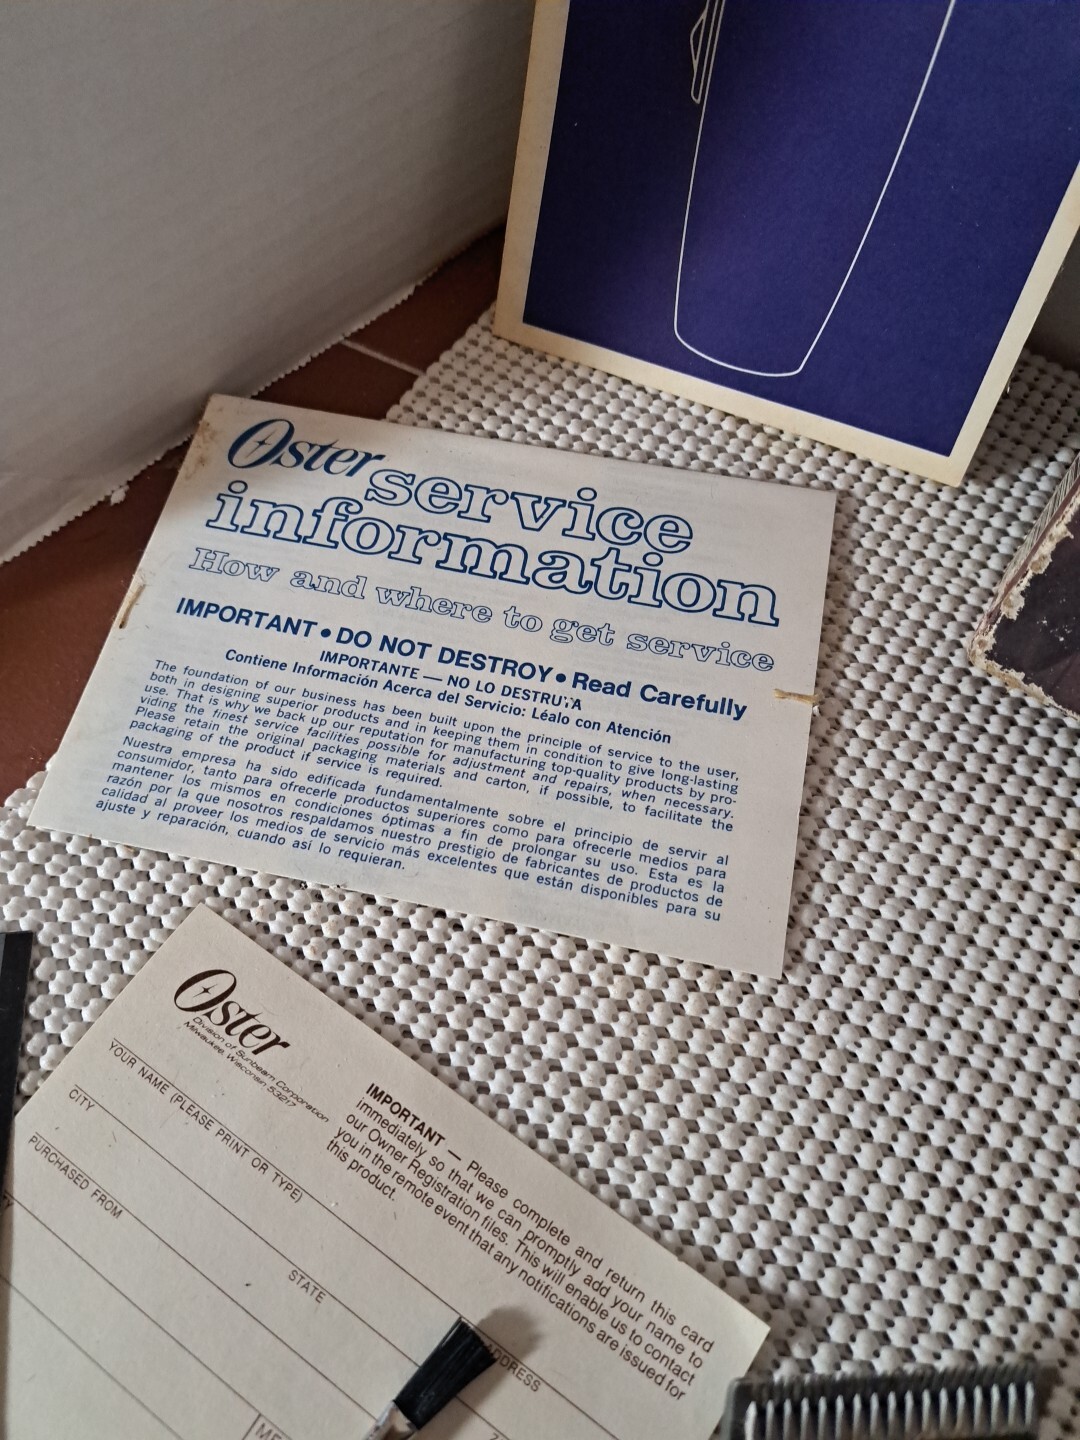 Oster service
information
How and where to get service
IMPORTANT • DO NOT DESTROY • Read Carefully
IMPORTANTE — NO LO DESTRUYA
Contiene Información Acerca del Servicio: Léalo con Atención
The foundation of our business has been built upon the principle of service to the user,
both in designing superior products and in keeping them in condition to give long-lasting
use. That is why we back up our reputation for manufacturing top-quality products by pro-
viding the finest service facilities possible for adjustment and repairs, when necessary.
Please retain the original packaging materials and carton, if possible, to facilitate the
packaging of the product if service is required.
Nuestra empresa ha sido edificada fundamentalmente sobre el principio de servir al
consumidor, tanto para ofrecerle productos superiores como para ofrecerle medios para
mantener los mismos en condiciones óptimas a fin de prolongar su uso. Esta es la
razón por la que nosotros respaldamos nuestro prestigio de fabricantes de productos de
calidad al proveer los medios de servicio más excelentes que están disponibles para su
ajuste y reparación, cuando así lo requieran.
Oster
Division of Sunbeam Corporation
Milwaukee, Wisconsin 53217
IMPORTANT — Please complete and return this card
immediately so that we can promptly add your name to
our Owner Registration files. This will enable us to contact
you in the remote event that any notifications are issued for
this product.
YOUR NAME (PLEASE PRINT OR TYPE)
ADDRESS
CITY
STATE
PURCHASED FROM